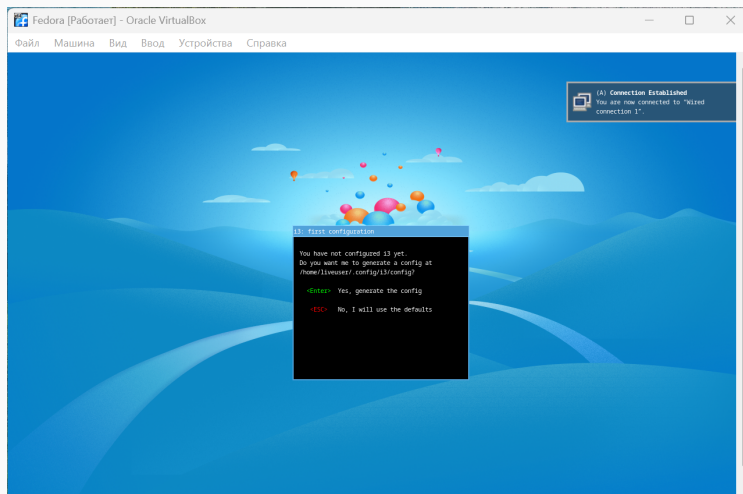 Fedora [Работает] - Oracle VirtualBox
Файл Машина Вид Ввод Устройства Справка
(A) Connection Established
You are now connected to "Wired
connection 1".
i3: first configuration
You have not configured i3 yet.
Do you want me to generate a config at
/home/liveuser/.config/i3/config?
<Enter> Yes, generate the config
<ESC> No, I will use the defaults